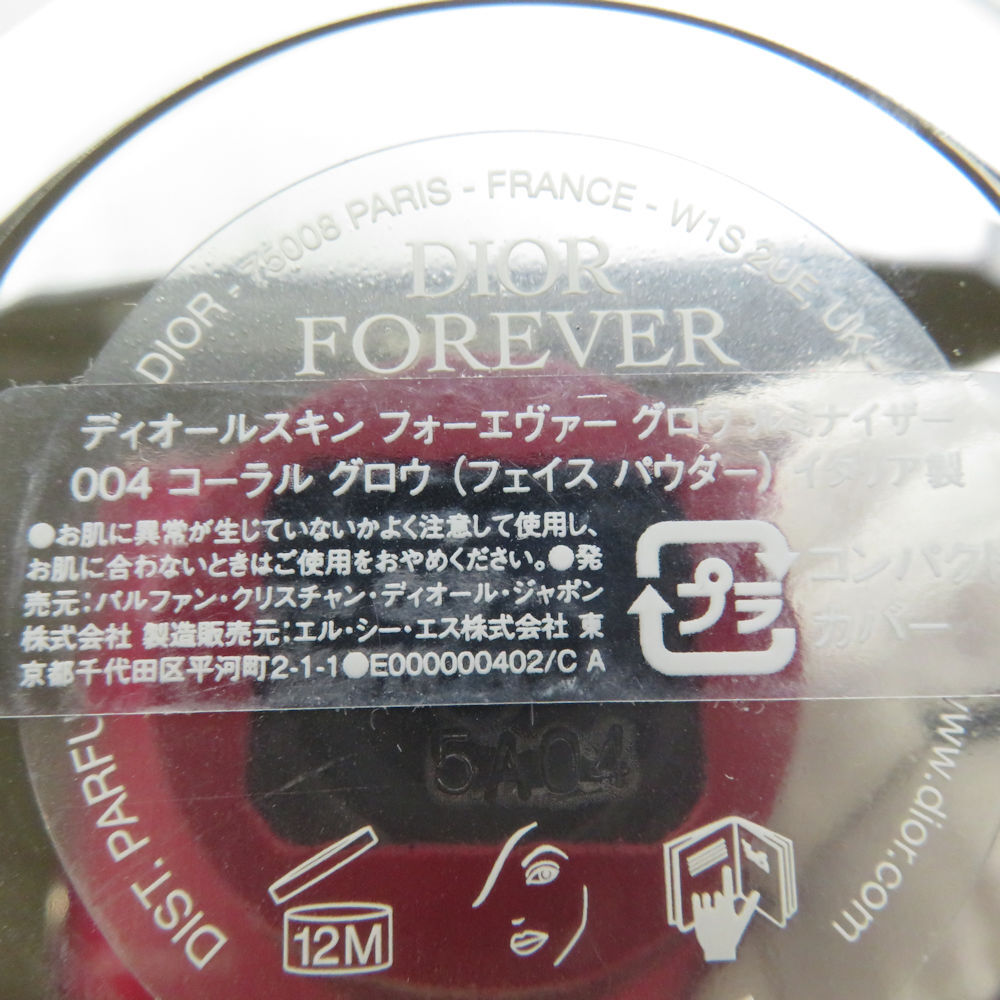 DIOR - 75008 PARIS - FRANCE - W1S 2UE UK -
DIOR
FOREVER
ディオールスキン フォーエヴァー グロウ ルミナイザー
004 コーラル グロウ (フェイス パウダー) イタリア製
●お肌に異常が生じていないかよく注意して使用し、
お肌に合わないときはご使用をおやめください。●発
売元:パルファン・クリスチャン・ディオール・ジャポン
株式会社 製造販売元:エル・シー・エス株式会社 東
京都千代田区平河町2-1-1●E000000402/C A
プラ
コンパクト
カバー
5A04
DIST. PARFU
www.dior.com
12M